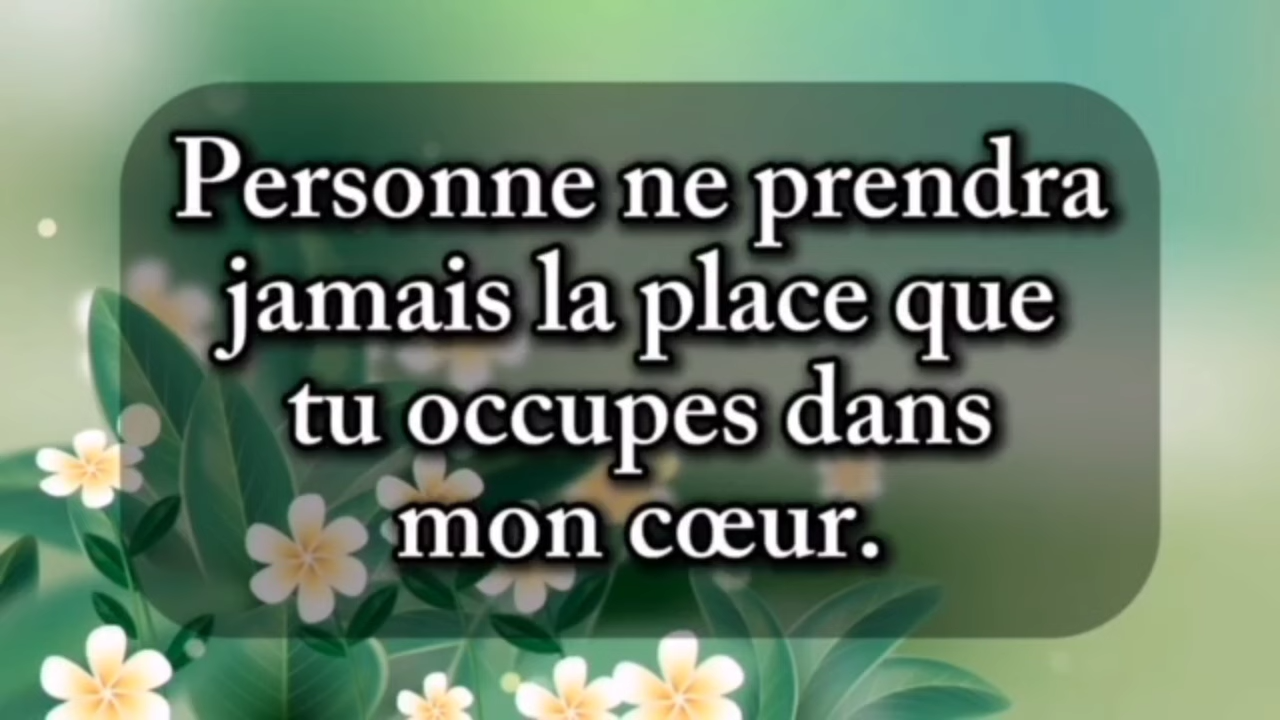 Personne ne prendra
jamais la place que
tu occupes dans
mon cœur.